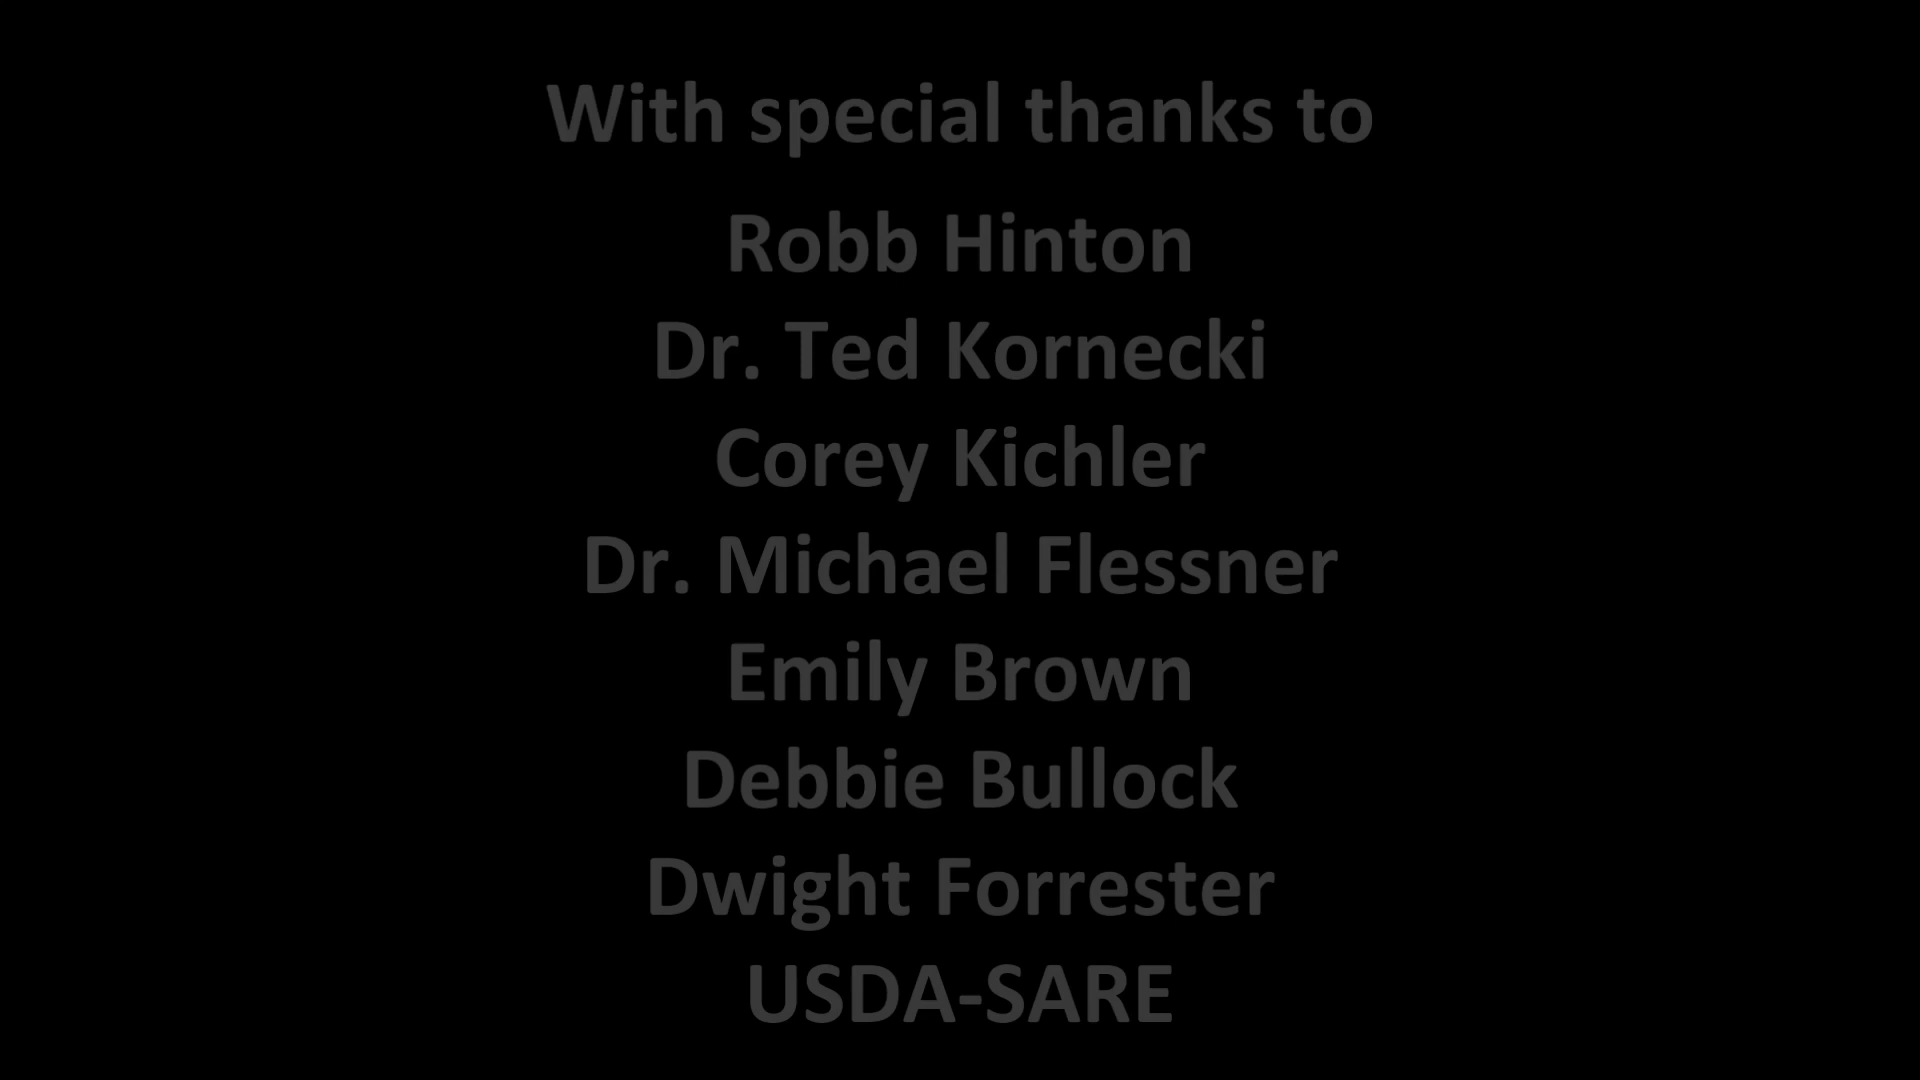 With special thanks to
Robb Hinton
Dr. Ted Kornecki
Corey Kichler
Dr. Michael Flessner
Emily Brown
Debbie Bullock
Dwight Forrester
USDA-SARE